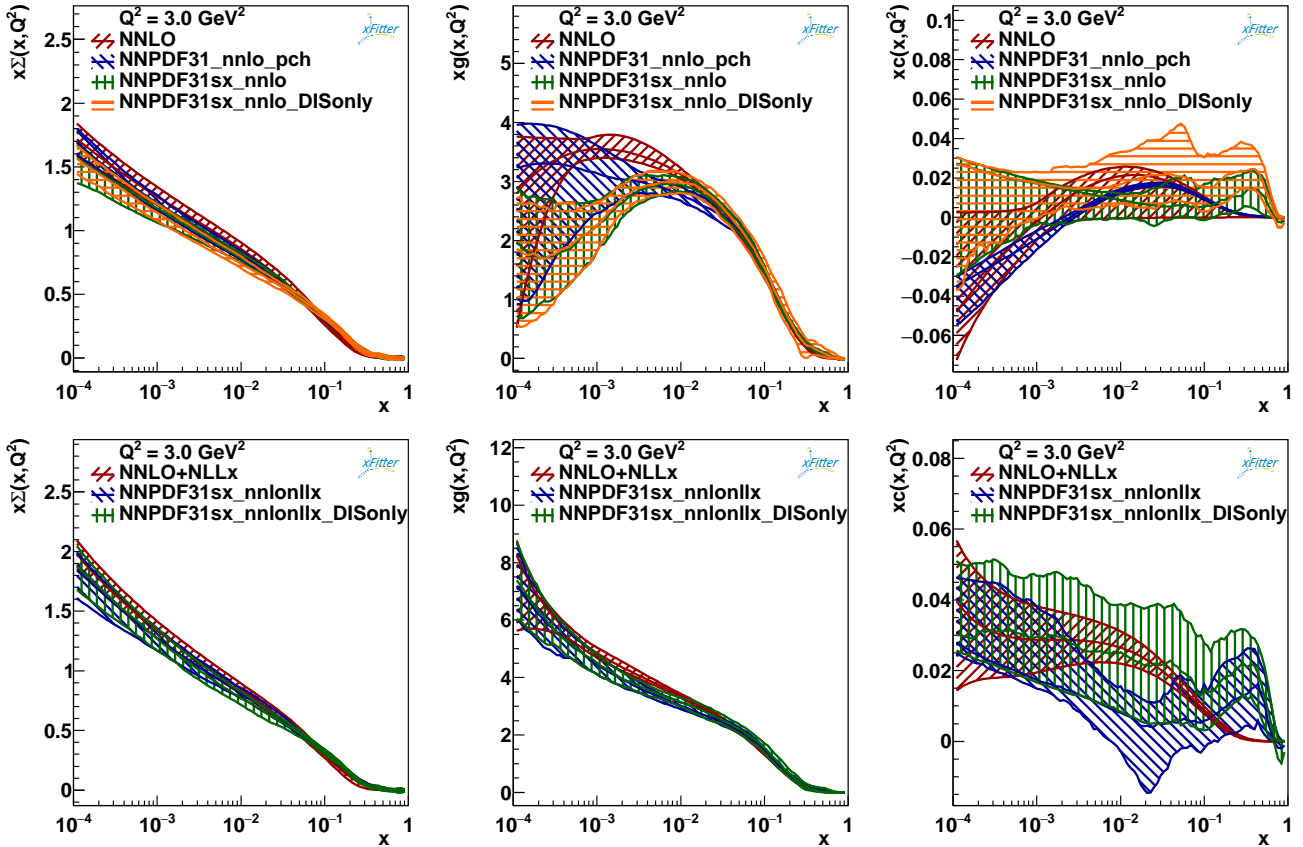 Q² = 3.0 GeV²
NNLO
NNPDF31_nnlo_pch
NNPDF31sx_nnlo
NNPDF31sx_nnlo_DISonly
xFitter
xΣ(x,Q²)
2.5
2
1.5
1
0.5
0
10⁻⁴ 10⁻³ 10⁻² 10⁻¹ 1
x
Q² = 3.0 GeV²
NNLO
NNPDF31_nnlo_pch
NNPDF31sx_nnlo
NNPDF31sx_nnlo_DISonly
xFitter
xg(x,Q²)
5
4
3
2
1
0
10⁻⁴ 10⁻³ 10⁻² 10⁻¹ 1
x
Q² = 3.0 GeV²
NNLO
NNPDF31_nnlo_pch
NNPDF31sx_nnlo
NNPDF31sx_nnlo_DISonly
xFitter
xc(x,Q²)
0.1
0.08
0.06
0.04
0.02
0
−0.02
−0.04
−0.06
10⁻⁴ 10⁻³ 10⁻² 10⁻¹ 1
x
Q² = 3.0 GeV²
NNLO+NLLx
NNPDF31sx_nnlonllx
NNPDF31sx_nnlonllx_DISonly
xFitter
xΣ(x,Q²)
2.5
2
1.5
1
0.5
0
10⁻⁴ 10⁻³ 10⁻² 10⁻¹ 1
x
Q² = 3.0 GeV²
NNLO+NLLx
NNPDF31sx_nnlonllx
NNPDF31sx_nnlonllx_DISonly
xFitter
xg(x,Q²)
12
10
8
6
4
2
0
10⁻⁴ 10⁻³ 10⁻² 10⁻¹ 1
x
Q² = 3.0 GeV²
NNLO+NLLx
NNPDF31sx_nnlonllx
NNPDF31sx_nnlonllx_DISonly
xFitter
xc(x,Q²)
0.08
0.06
0.04
0.02
0
10⁻⁴ 10⁻³ 10⁻² 10⁻¹ 1
x